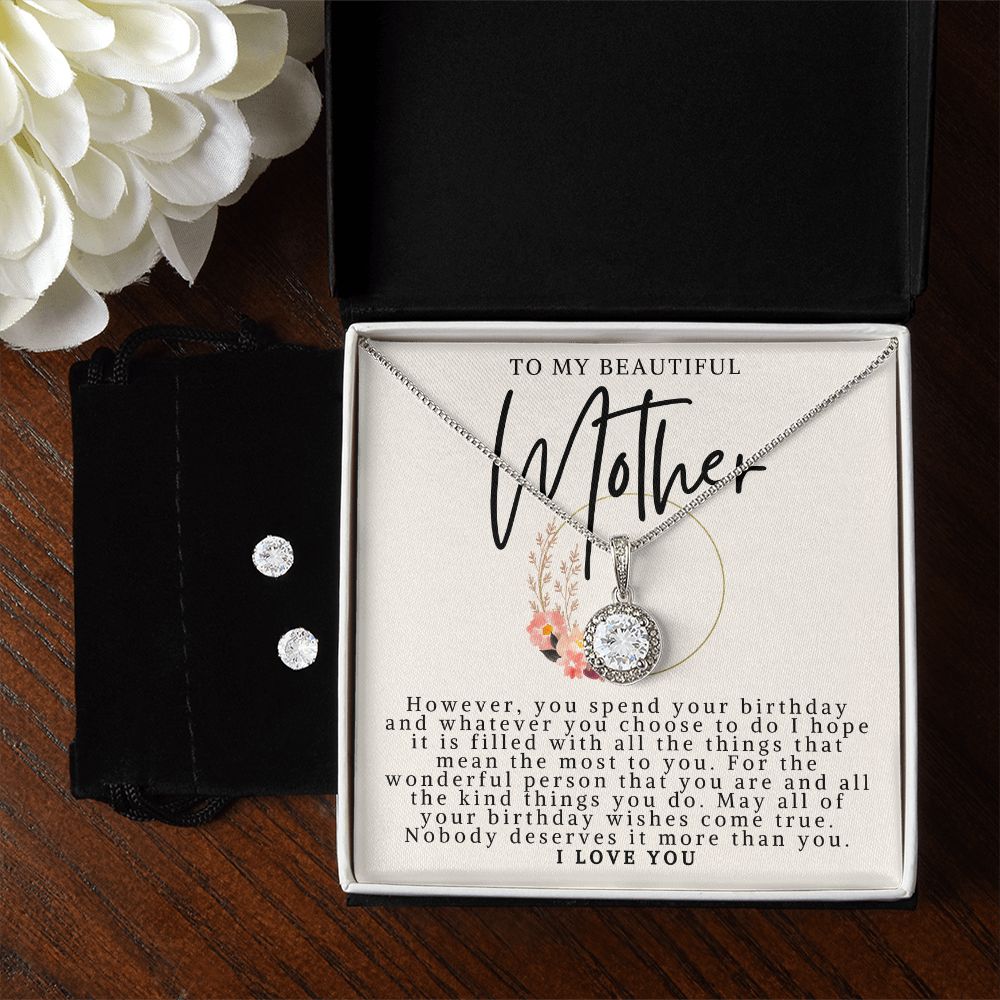 TO MY BEAUTIFUL
Mother
However, you spend your birthday
and whatever you choose to do I hope
it is filled with all the things that
mean the most to you. For the
wonderful person that you are and all
the kind things you do. May all of
your birthday wishes come true.
Nobody deserves it more than you.
I LOVE YOU